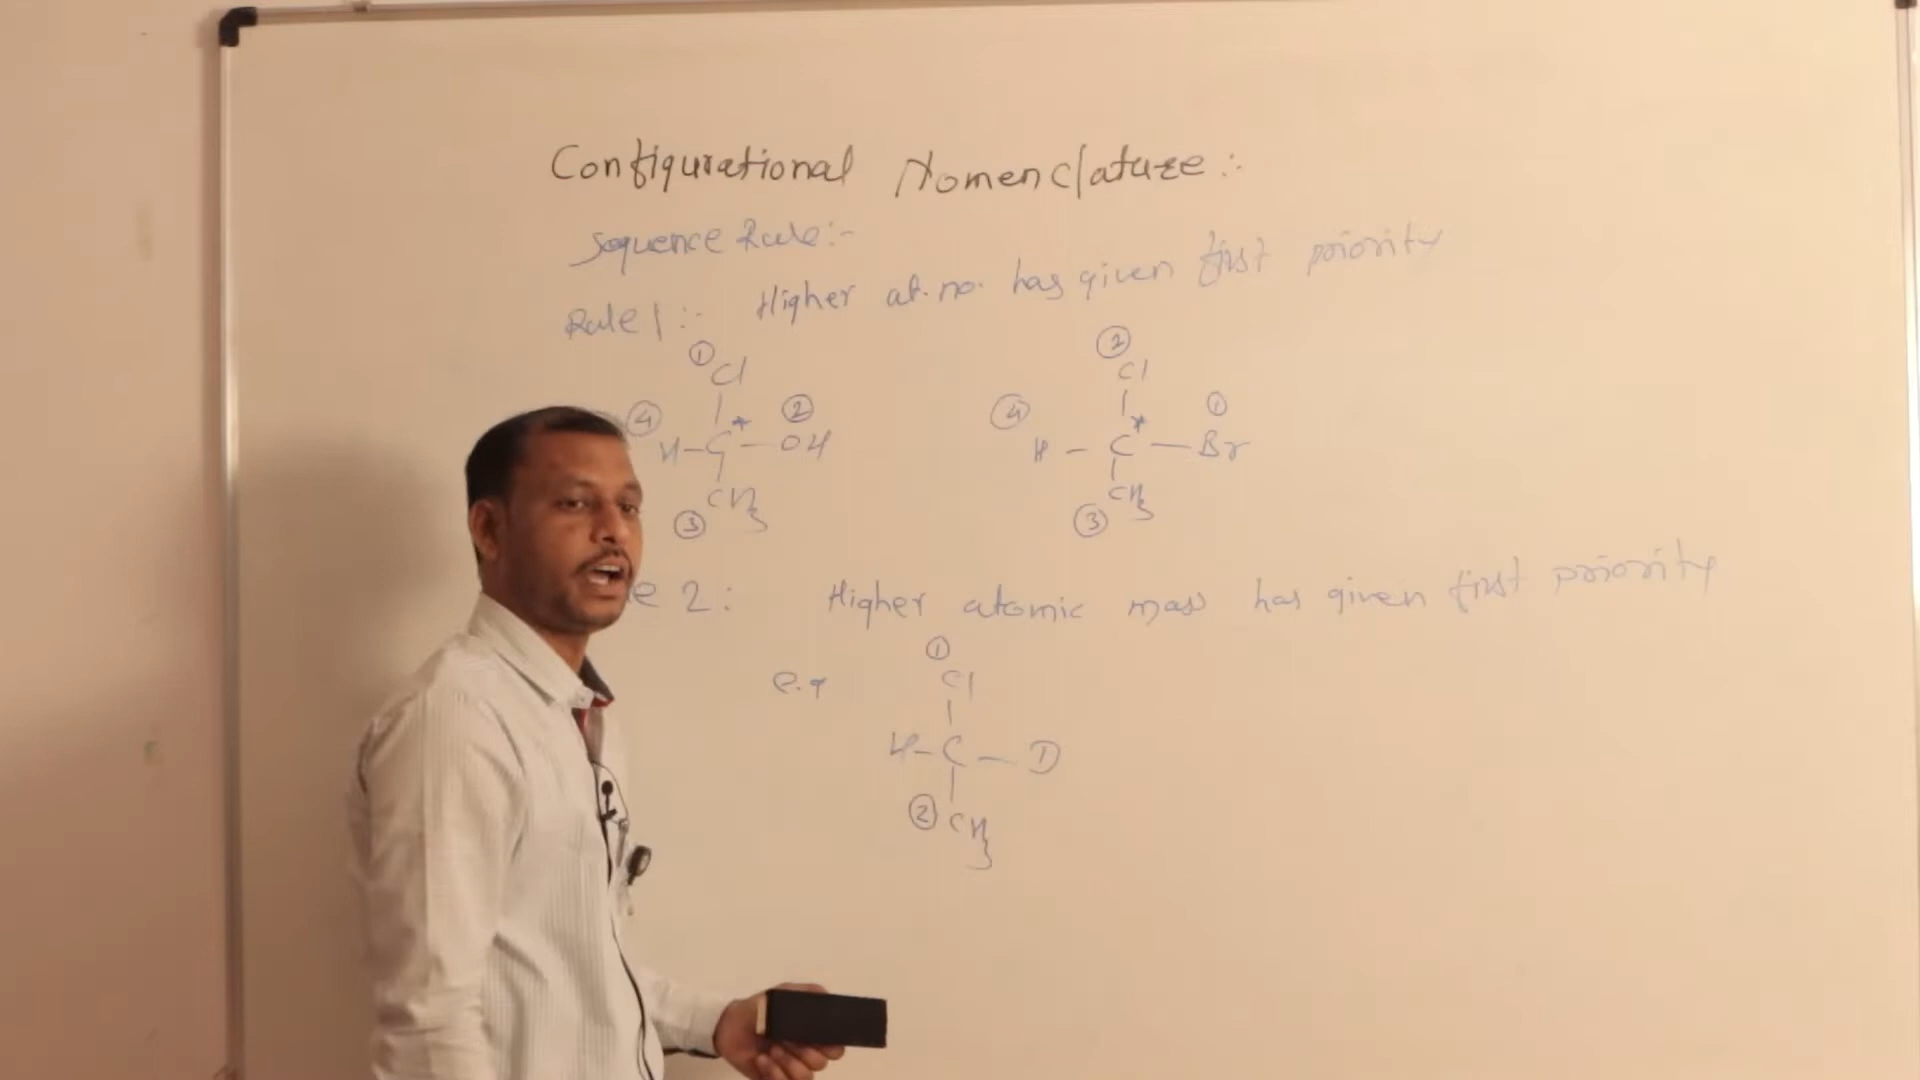 Configurational Nomenclature :-
Sequence Rule :-
Rule 1 :- Higher at. no. has given first priority
① ②
Cl Cl
④ ② ④ ①
H - C* - OH H - C* - Br
CH3 CH3
③ ③
e 2 : Higher atomic mass has given first priority
①
e.g Cl
H - C - D
② CH3